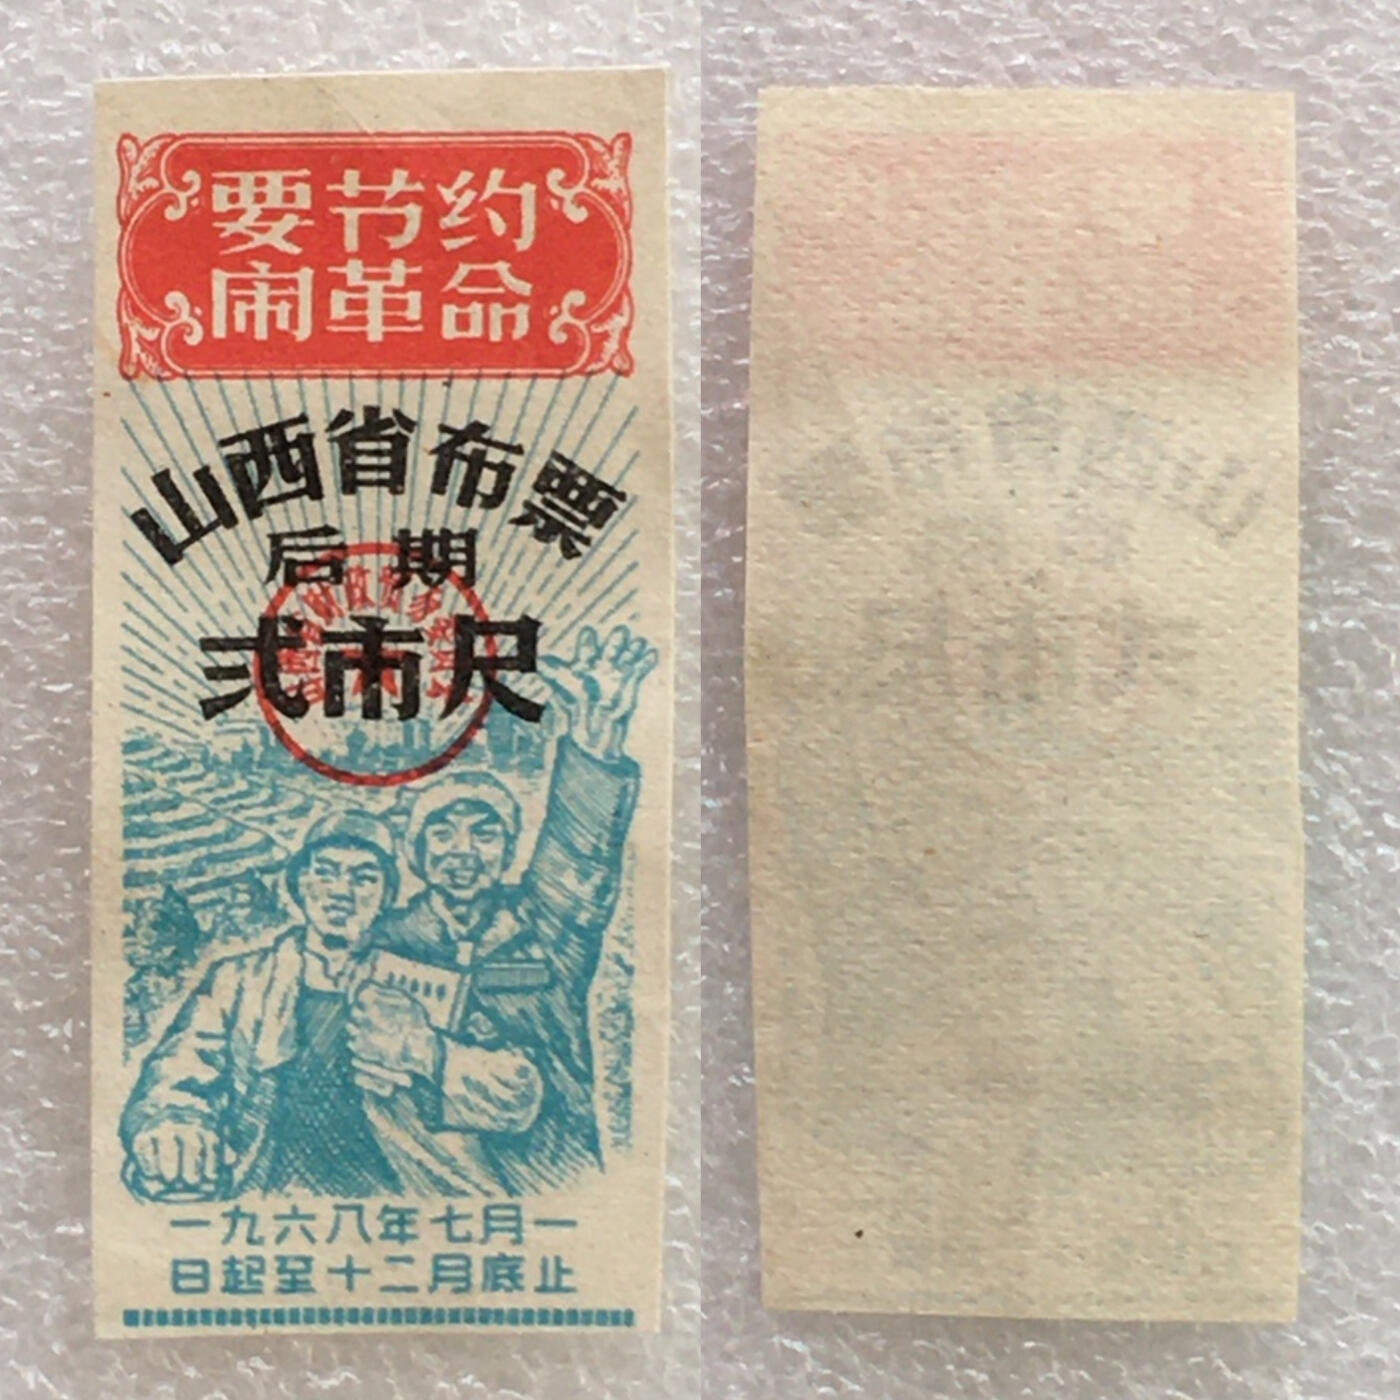 要节约
闹革命
山西省布票
后期
弍市尺
一九六八年七月一
日起至十二月底止